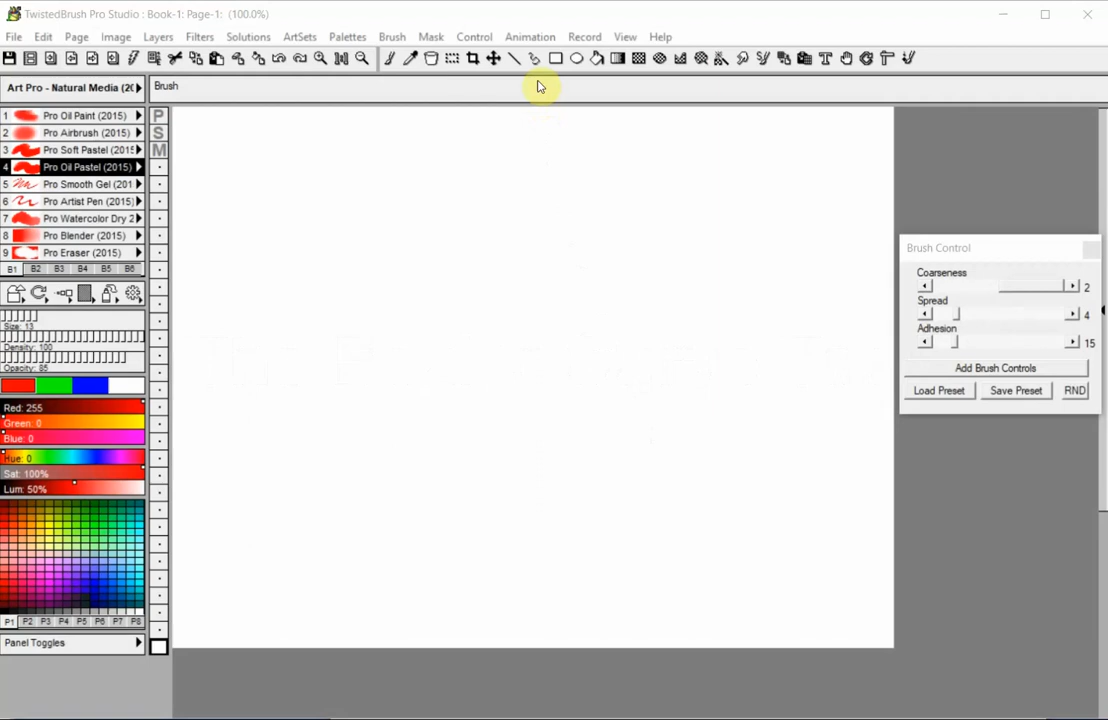 TwistedBrush Pro Studio : Book-1: Page-1: (100.0%)
File Edit Page Image Layers Filters Solutions ArtSets Palettes Brush Mask Control Animation Record View Help
Art Pro - Natural Media (20
Brush
1 Pro Oil Paint (2015)
2 Pro Airbrush (2015)
3 Pro Soft Pastel (2015
4 Pro Oil Pastel (2015)
5 Pro Smooth Gel (201
6 Pro Artist Pen (2015)
7 Pro Watercolor Dry 2
8 Pro Blender (2015)
9 Pro Eraser (2015)
B1 B2 B3 B4 B5 B6
P
S
M
Size: 13
Density: 100
Opacity: 85
Red: 255
Green: 0
Blue: 0
Hue: 0
Sat: 100%
Lum: 50%
P1 P2 P3 P4 P5 P6 P7 P8
Panel Toggles
Brush Control
Coarseness
2
Spread
4
Adhesion
15
Add Brush Controls
Load Preset Save Preset RND